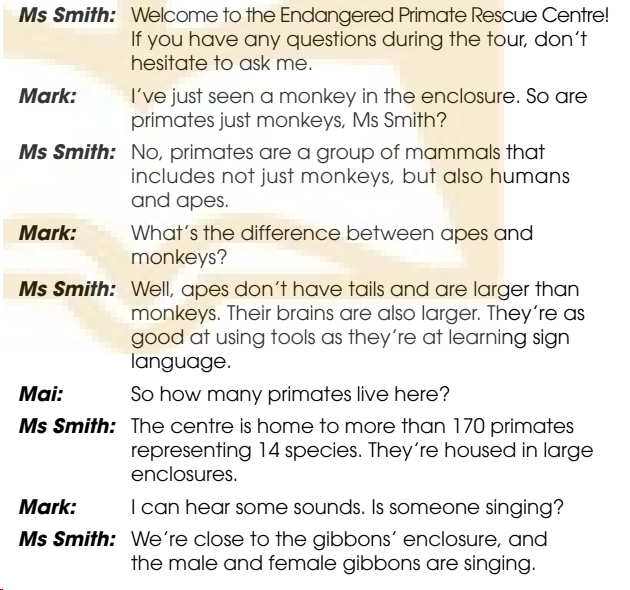 Ms Smith: Welcome to the Endangered Primate Rescue Centre!
If you have any questions during the tour, don't
hesitate to ask me.
Mark: I've just seen a monkey in the enclosure. So are
primates just monkeys, Ms Smith?
Ms Smith: No, primates are a group of mammals that
includes not just monkeys, but also humans
and apes.
Mark: What's the difference between apes and
monkeys?
Ms Smith: Well, apes don't have tails and are larger than
monkeys. Their brains are also larger. They're as
good at using tools as they're at learning sign
language.
Mai: So how many primates live here?
Ms Smith: The centre is home to more than 170 primates
representing 14 species. They're housed in large
enclosures.
Mark: I can hear some sounds. Is someone singing?
Ms Smith: We're close to the gibbons' enclosure, and
the male and female gibbons are singing.